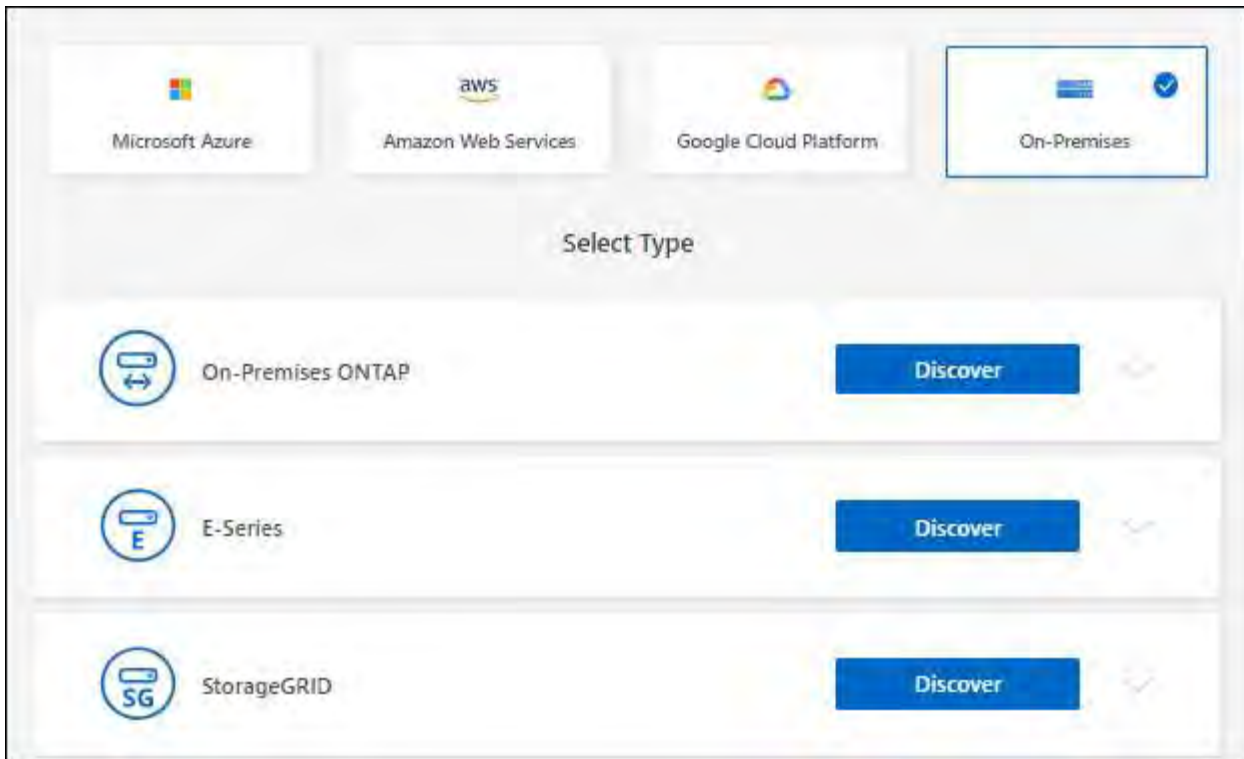 aws
Microsoft Azure
Amazon Web Services
Google Cloud Platform
On-Premises
Select Type
On-Premises ONTAP
Discover
E
E-Series
Discover
SG
StorageGRID
Discover